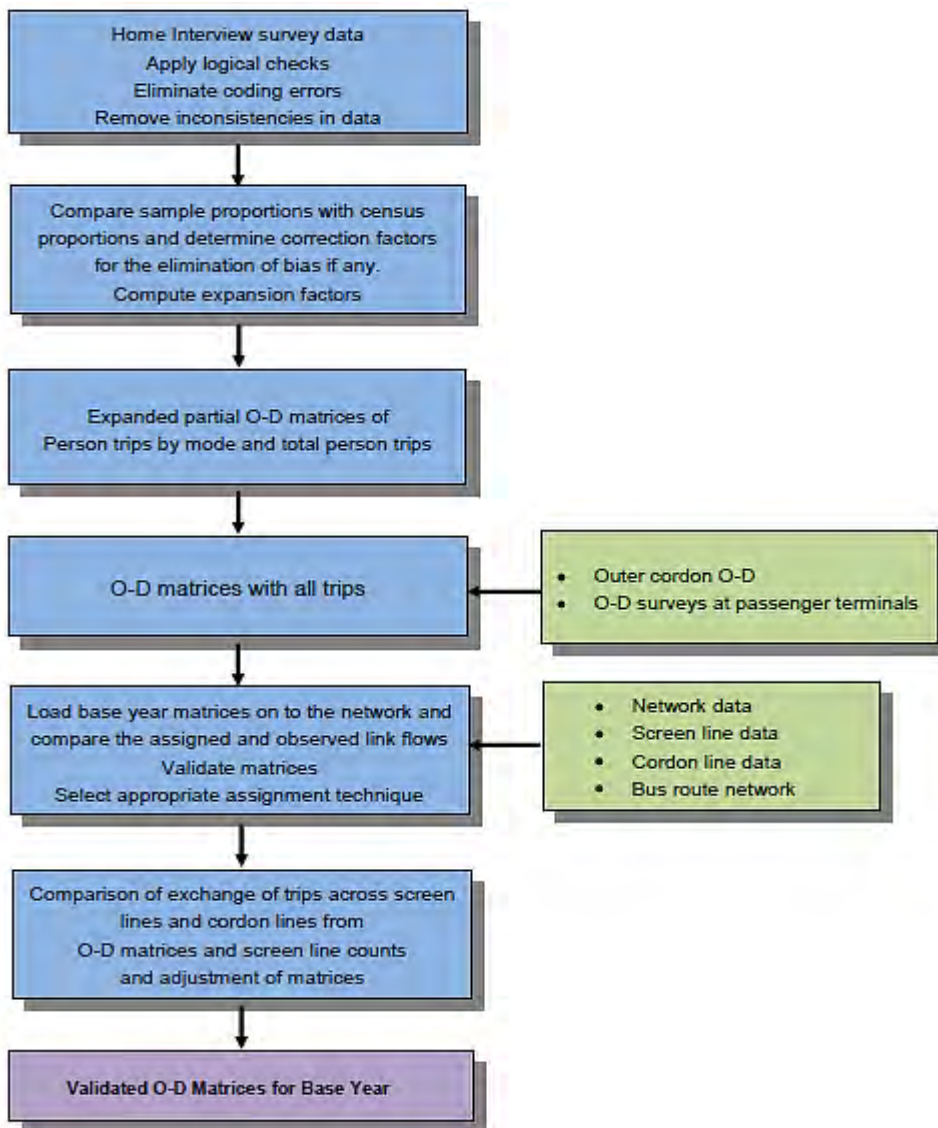 Home Interview survey data
Apply logical checks
Eliminate coding errors
Remove inconsistencies in data
Compare sample proportions with census
proportions and determine correction factors
for the elimination of bias if any.
Compute expansion factors
Expanded partial O-D matrices of
Person trips by mode and total person trips
O-D matrices with all trips
• Outer cordon O-D
• O-D surveys at passenger terminals
Load base year matrices on to the network and
compare the assigned and observed link flows
Validate matrices
Select appropriate assignment technique
• Network data
• Screen line data
• Cordon line data
• Bus route network
Comparison of exchange of trips across screen
lines and cordon lines from
O-D matrices and screen line counts
and adjustment of matrices
Validated O-D Matrices for Base Year